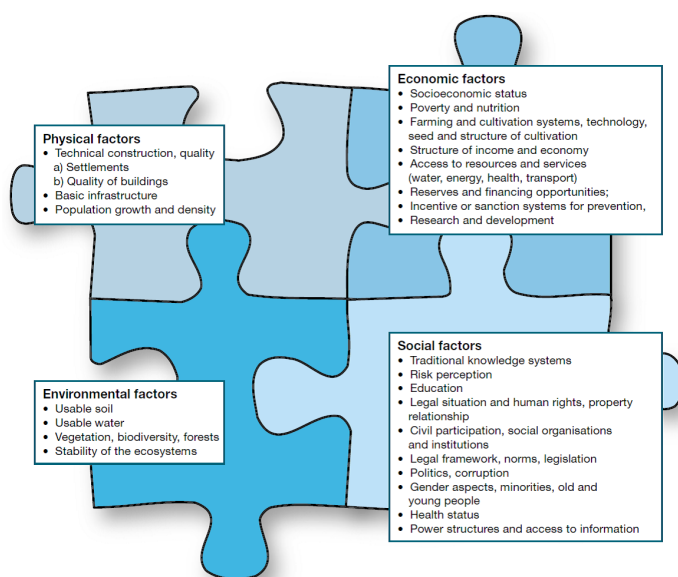 Physical factors
• Technical construction, quality
a) Settlements
b) Quality of buildings
• Basic infrastructure
• Population growth and density
Economic factors
• Socioeconomic status
• Poverty and nutrition
• Farming and cultivation systems, technology,
seed and structure of cultivation
• Structure of income and economy
• Access to resources and services
(water, energy, health, transport)
• Reserves and financing opportunities;
• Incentive or sanction systems for prevention,
• Research and development
Environmental factors
• Usable soil
• Usable water
• Vegetation, biodiversity, forests
• Stability of the ecosystems
Social factors
• Traditional knowledge systems
• Risk perception
• Education
• Legal situation and human rights, property
relationship
• Civil participation, social organisations
and institutions
• Legal framework, norms, legislation
• Politics, corruption
• Gender aspects, minorities, old and
young people
• Health status
• Power structures and access to information